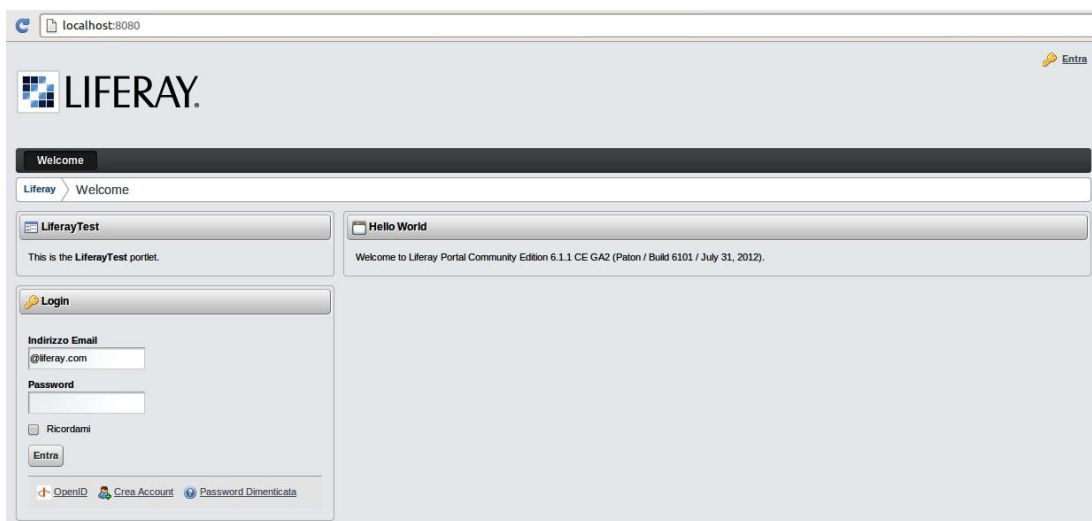 localhost:8080
Entra
LIFERAY.
Welcome
Liferay Welcome
LiferayTest
This is the LiferayTest portlet.
Hello World
Welcome to Liferay Portal Community Edition 6.1.1 CE GA2 (Paton / Build 6101 / July 31, 2012).
Login
Indirizzo Email
@liferay.com
Password
Ricordami
Entra
OpenID Crea Account Password Dimenticata